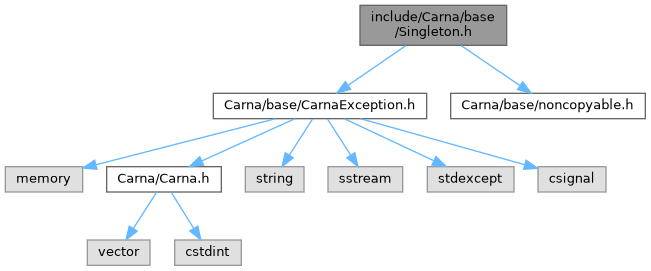 include/Carna/base
/Singleton.h
Carna/base/CarnaException.h
Carna/base/noncopyable.h
memory
Carna/Carna.h
string
sstream
stdexcept
csignal
vector
cstdint